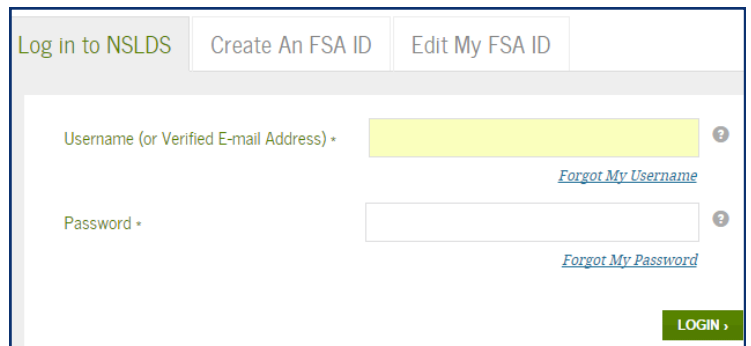 Log in to NSLDS
Create An FSA ID
Edit My FSA ID
Username (or Verified E-mail Address) *
?
Forgot My Username
Password *
?
Forgot My Password
LOGIN ›